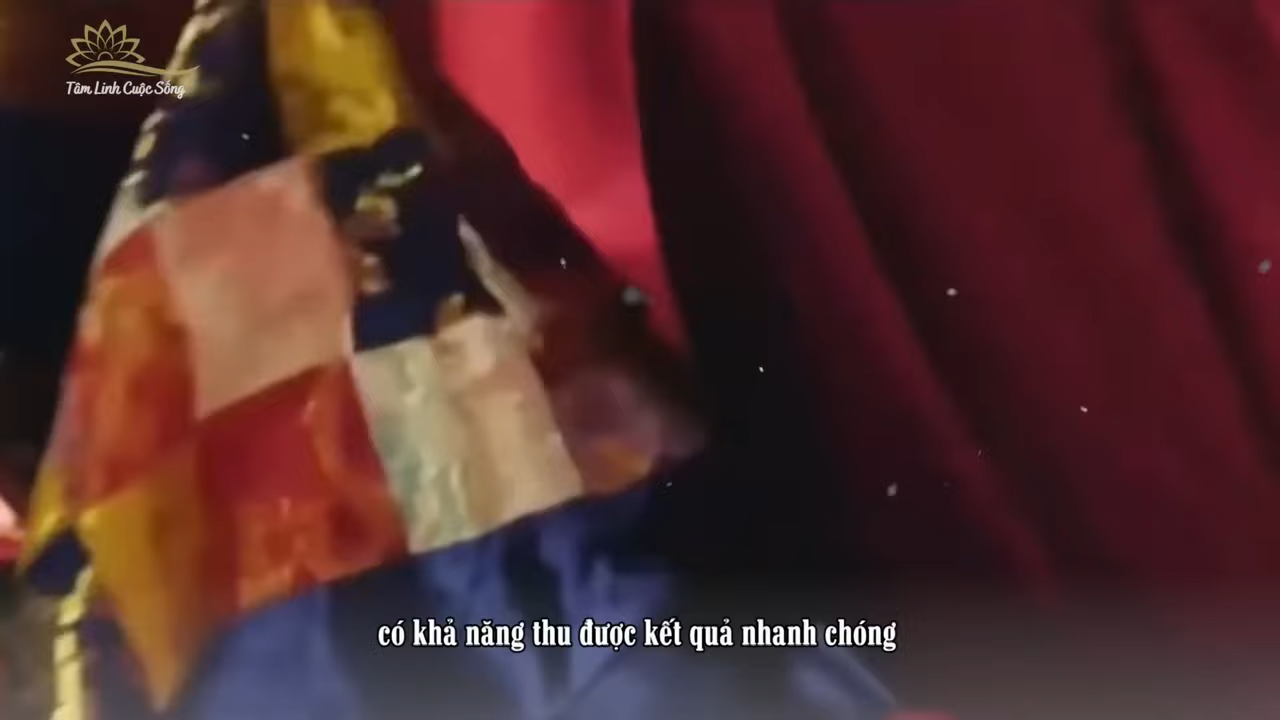 Tâm Linh Cuộc Sống
có khả năng thu được kết quả nhanh chóng